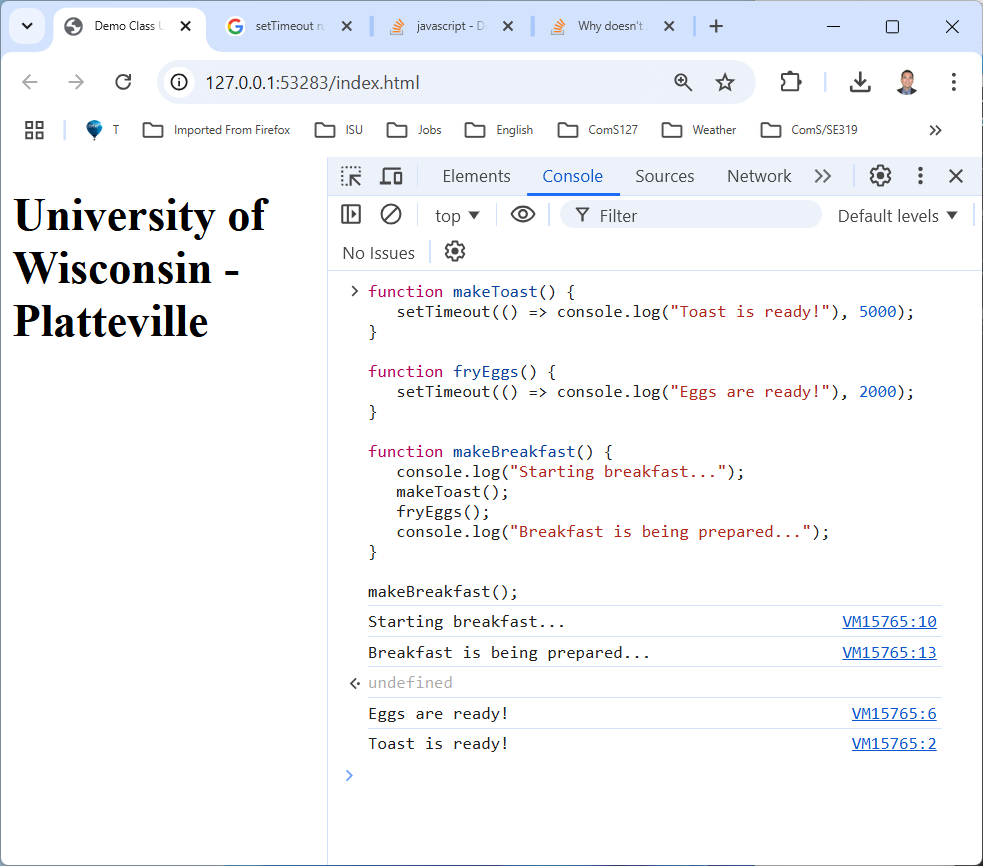 Demo Class
setTimeout ru
javascript - D
Why doesn't
127.0.0.1:53283/index.html
T
Imported From Firefox
ISU
Jobs
English
ComS127
Weather
ComS/SE319
University of
Wisconsin -
Platteville
Elements
Console
Sources
Network
top
Filter
Default levels
No Issues
function makeToast() {
   setTimeout(() => console.log("Toast is ready!"), 5000);
}
function fryEggs() {
   setTimeout(() => console.log("Eggs are ready!"), 2000);
}
function makeBreakfast() {
   console.log("Starting breakfast...");
   makeToast();
   fryEggs();
   console.log("Breakfast is being prepared...");
}
makeBreakfast();
Starting breakfast... VM15765:10
Breakfast is being prepared... VM15765:13
undefined
Eggs are ready! VM15765:6
Toast is ready! VM15765:2